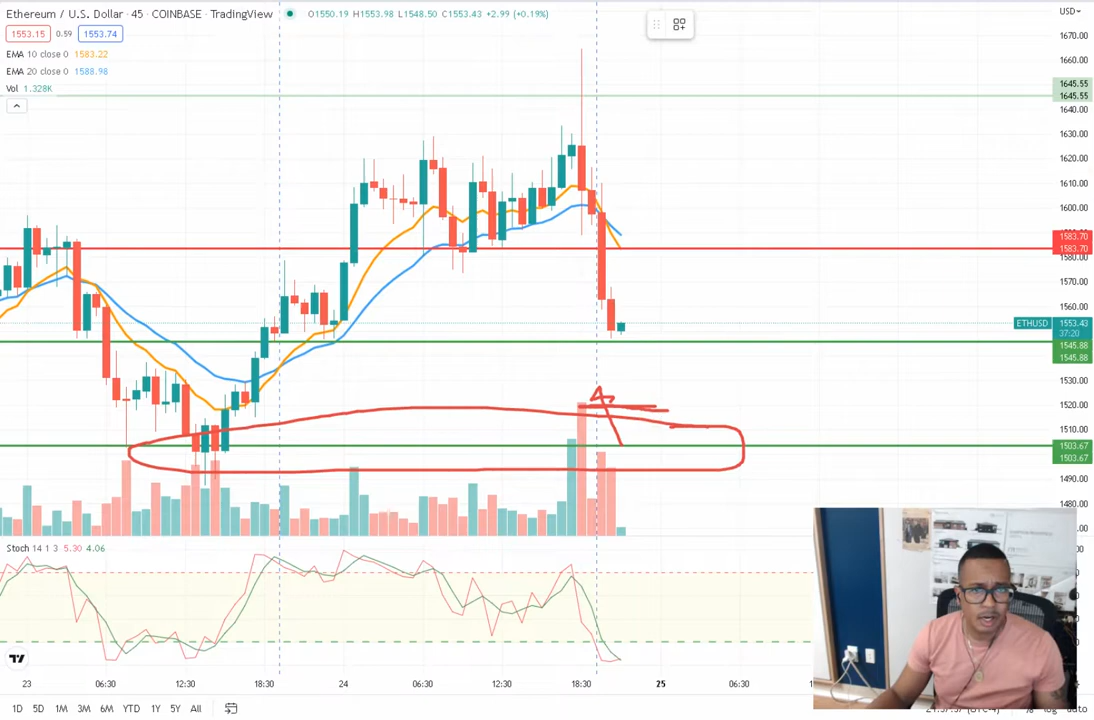 Ethereum / U.S. Dollar · 45 · COINBASE · TradingView
O1550.19 H1553.98 L1548.50 C1553.43 +2.99 (+0.19%)
USD
1553.15 0.59 1553.74
EMA 10 close 0 1583.22
EMA 20 close 0 1588.98
Vol 1.328K
1670.00
1660.00
1645.55
1645.55
1640.00
1630.00
1620.00
1610.00
1600.00
1583.70
1583.70
1580.00
1570.00
1560.00
ETHUSD 1553.43
37:20
1545.88
1545.88
1530.00
1520.00
1510.00
1503.67
1503.67
1490.00
1480.00
Stoch 14 1 3 5.30 4.06
23 06:30 12:30 18:30 24 06:30 12:30 18:30 25 06:30
1D 5D 1M 3M 6M YTD 1Y 5Y All
% log auto